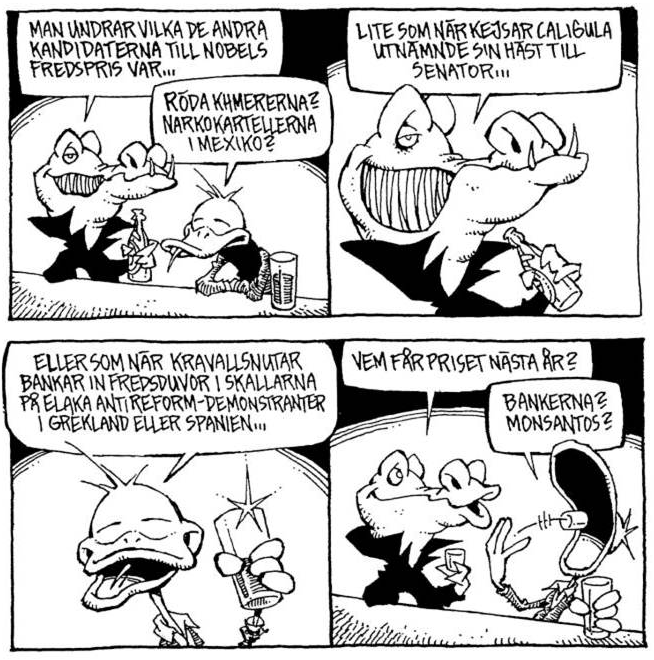 MAN UNDRAR VILKA DE ANDRA
KANDIDATERNA TILL NOBELS
FREDSPRIS VAR...
RÖDA KHMERERNA?
NARKOKARTELLERNA
I MEXIKO?
LITE SOM NÄR KEJSAR CALIGULA
UTNÄMNDE SIN HÄST TILL
SENATOR...
ELLER SOM NÄR KRAVALLSNUTAR
BANKAR IN FREDSDUVOR I SKALLARNA
PÅ ELAKA ANTIREFORM-DEMONSTRANTER
I GREKLAND ELLER SPANIEN...
VEM FÅR PRISET NÄSTA ÅR?
BANKERNA?
MONSANTOS?